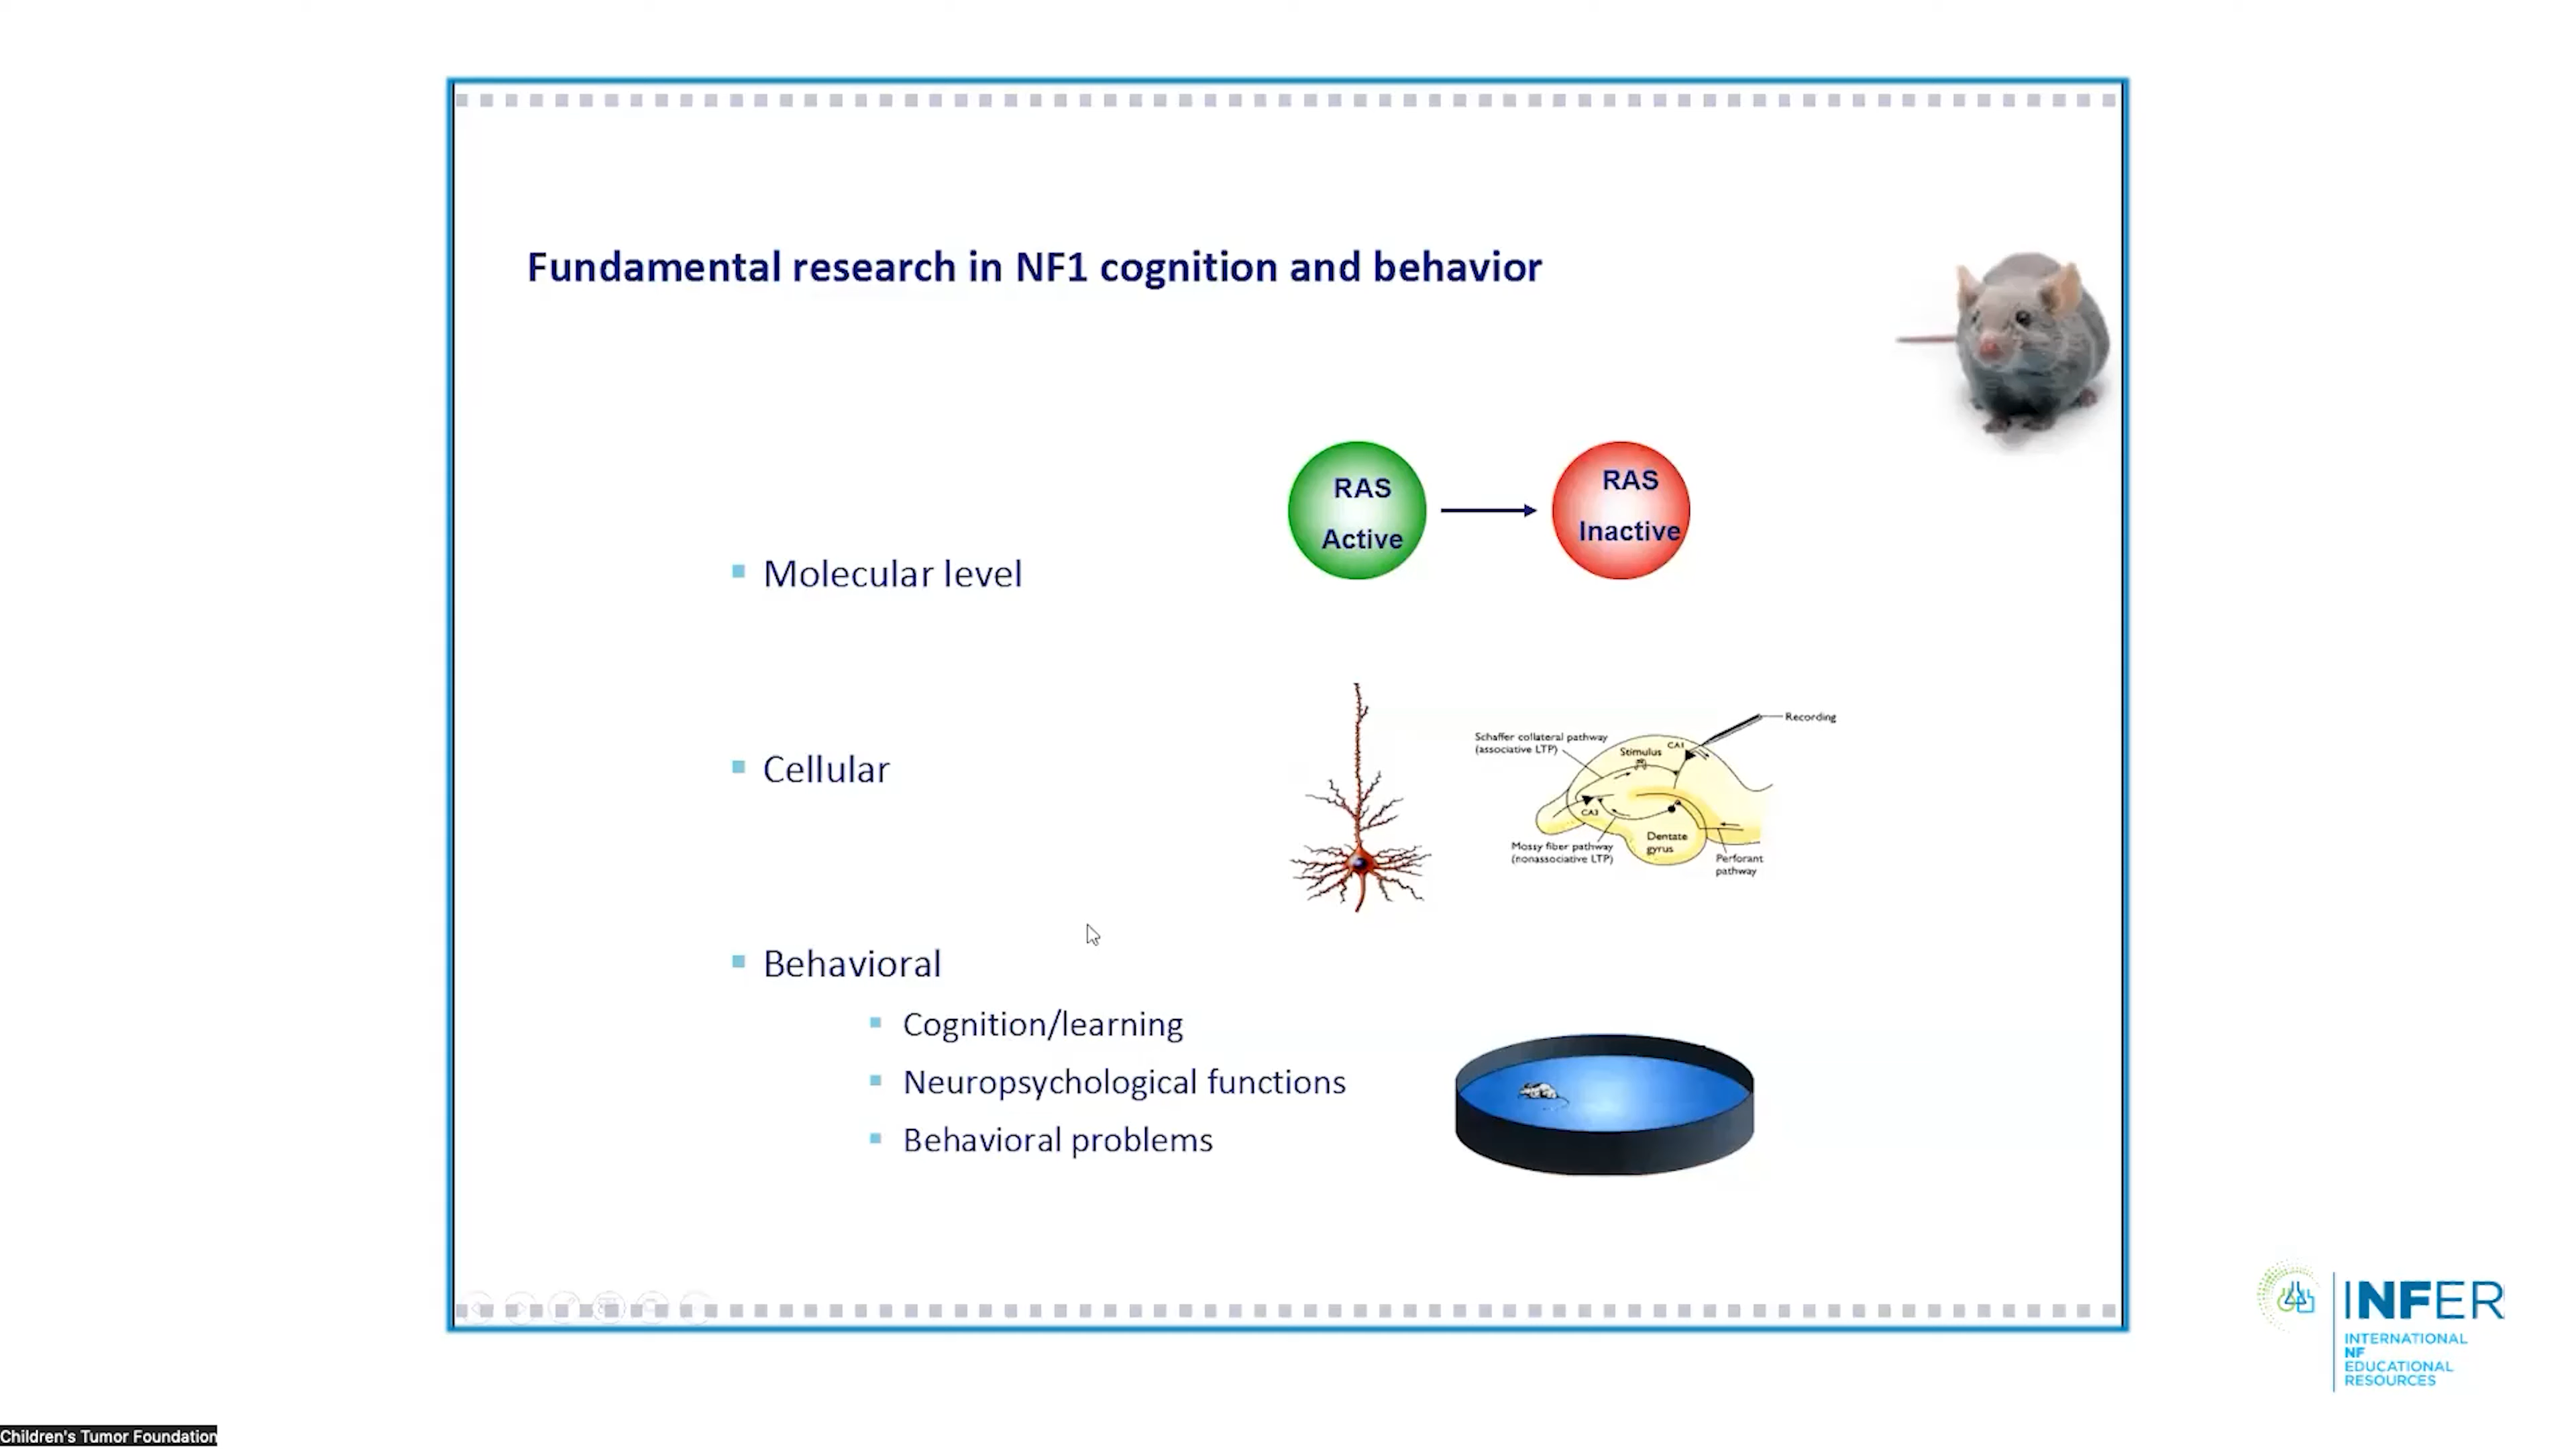 Fundamental research in NF1 cognition and behavior
RAS
Active
RAS
Inactive
Molecular level
Recording
Schaffer collateral pathway
(associative LTP)
Stimulus
CA1
Cellular
CA3
Dentate
gyrus
Mossy fiber pathway
(nonassociative LTP)
Perforant
pathway
Behavioral
Cognition/learning
Neuropsychological functions
Behavioral problems
INFER
INTERNATIONAL
NF
EDUCATIONAL
RESOURCES
Children's Tumor Foundation